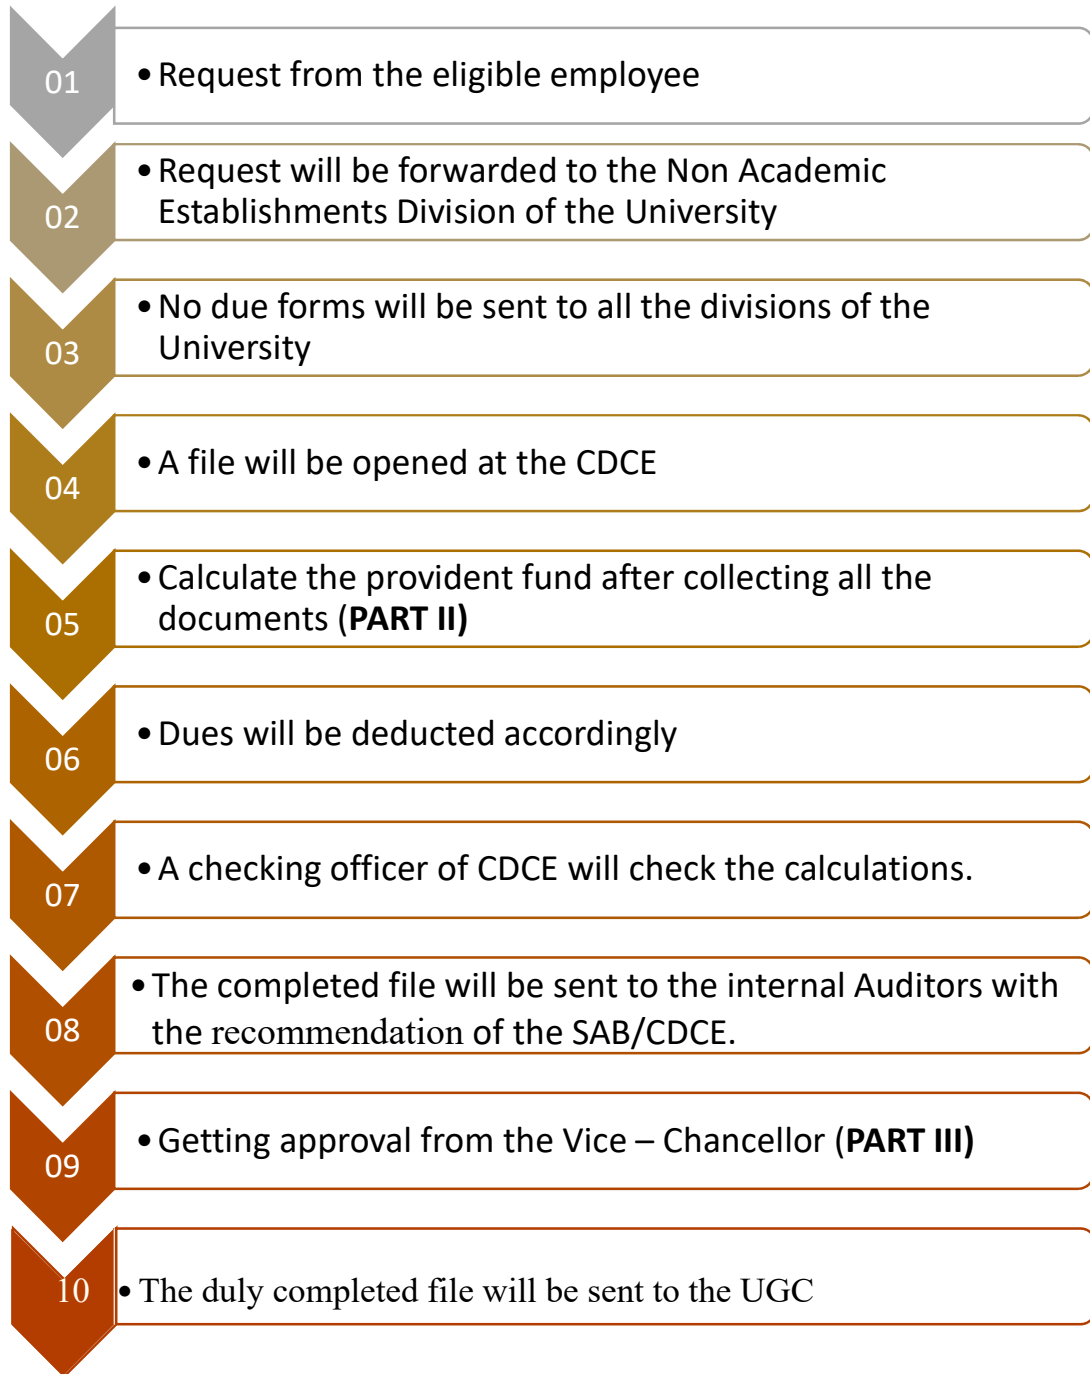 01
• Request from the eligible employee
02
• Request will be forwarded to the Non Academic
Establishments Division of the University
03
• No due forms will be sent to all the divisions of the
University
04
• A file will be opened at the CDCE
05
• Calculate the provident fund after collecting all the
documents (PART II)
06
• Dues will be deducted accordingly
07
• A checking officer of CDCE will check the calculations.
08
• The completed file will be sent to the internal Auditors with
the recommendation of the SAB/CDCE.
09
• Getting approval from the Vice – Chancellor (PART III)
10
• The duly completed file will be sent to the UGC